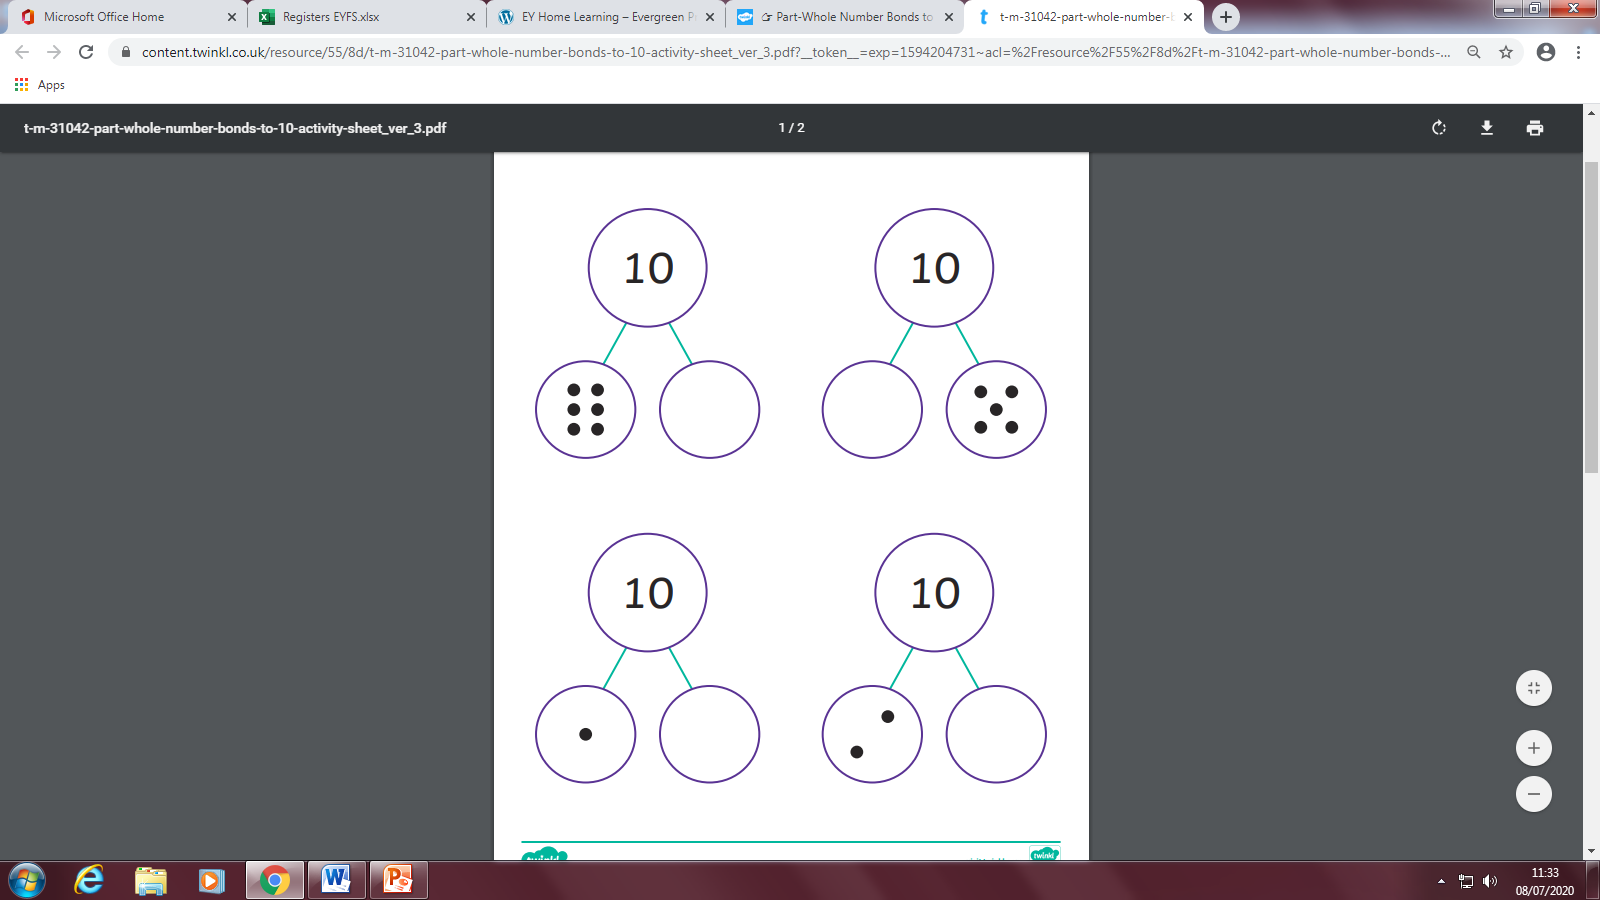 Microsoft Office Home
Registers EYFS.xlsx
EY Home Learning – Evergreen P
Part-Whole Number Bonds to
t-m-31042-part-whole-number-
content.twinkl.co.uk/resource/55/8d/t-m-31042-part-whole-number-bonds-to-10-activity-sheet_ver_3.pdf?__token__=exp=1594204731~acl=%2Fresource%2F55%2F8d%2Ft-m-31042-part-whole-number-bonds-...
Apps
t-m-31042-part-whole-number-bonds-to-10-activity-sheet_ver_3.pdf
1 / 2
10
10
10
10
twinkl
twinkl
11:33
08/07/2020